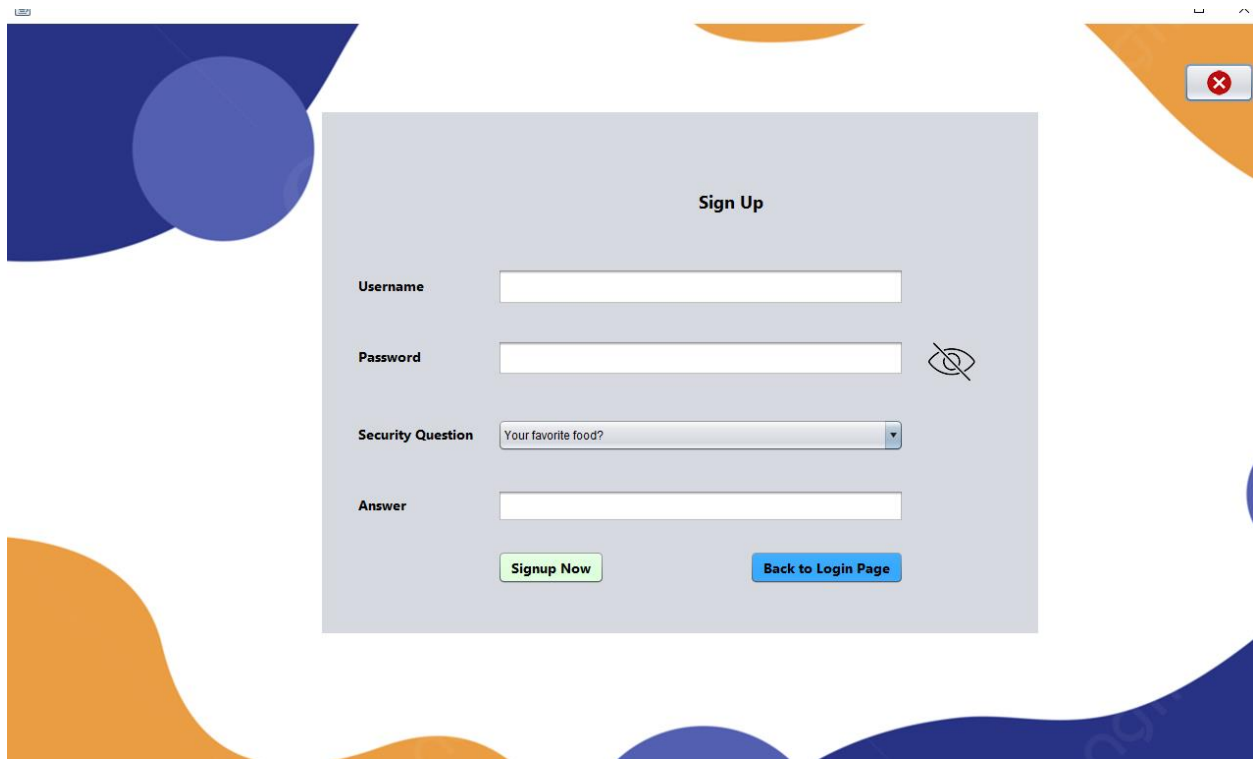 Sign Up
Username
Password
Security Question
Your favorite food?
Answer
Signup Now
Back to Login Page